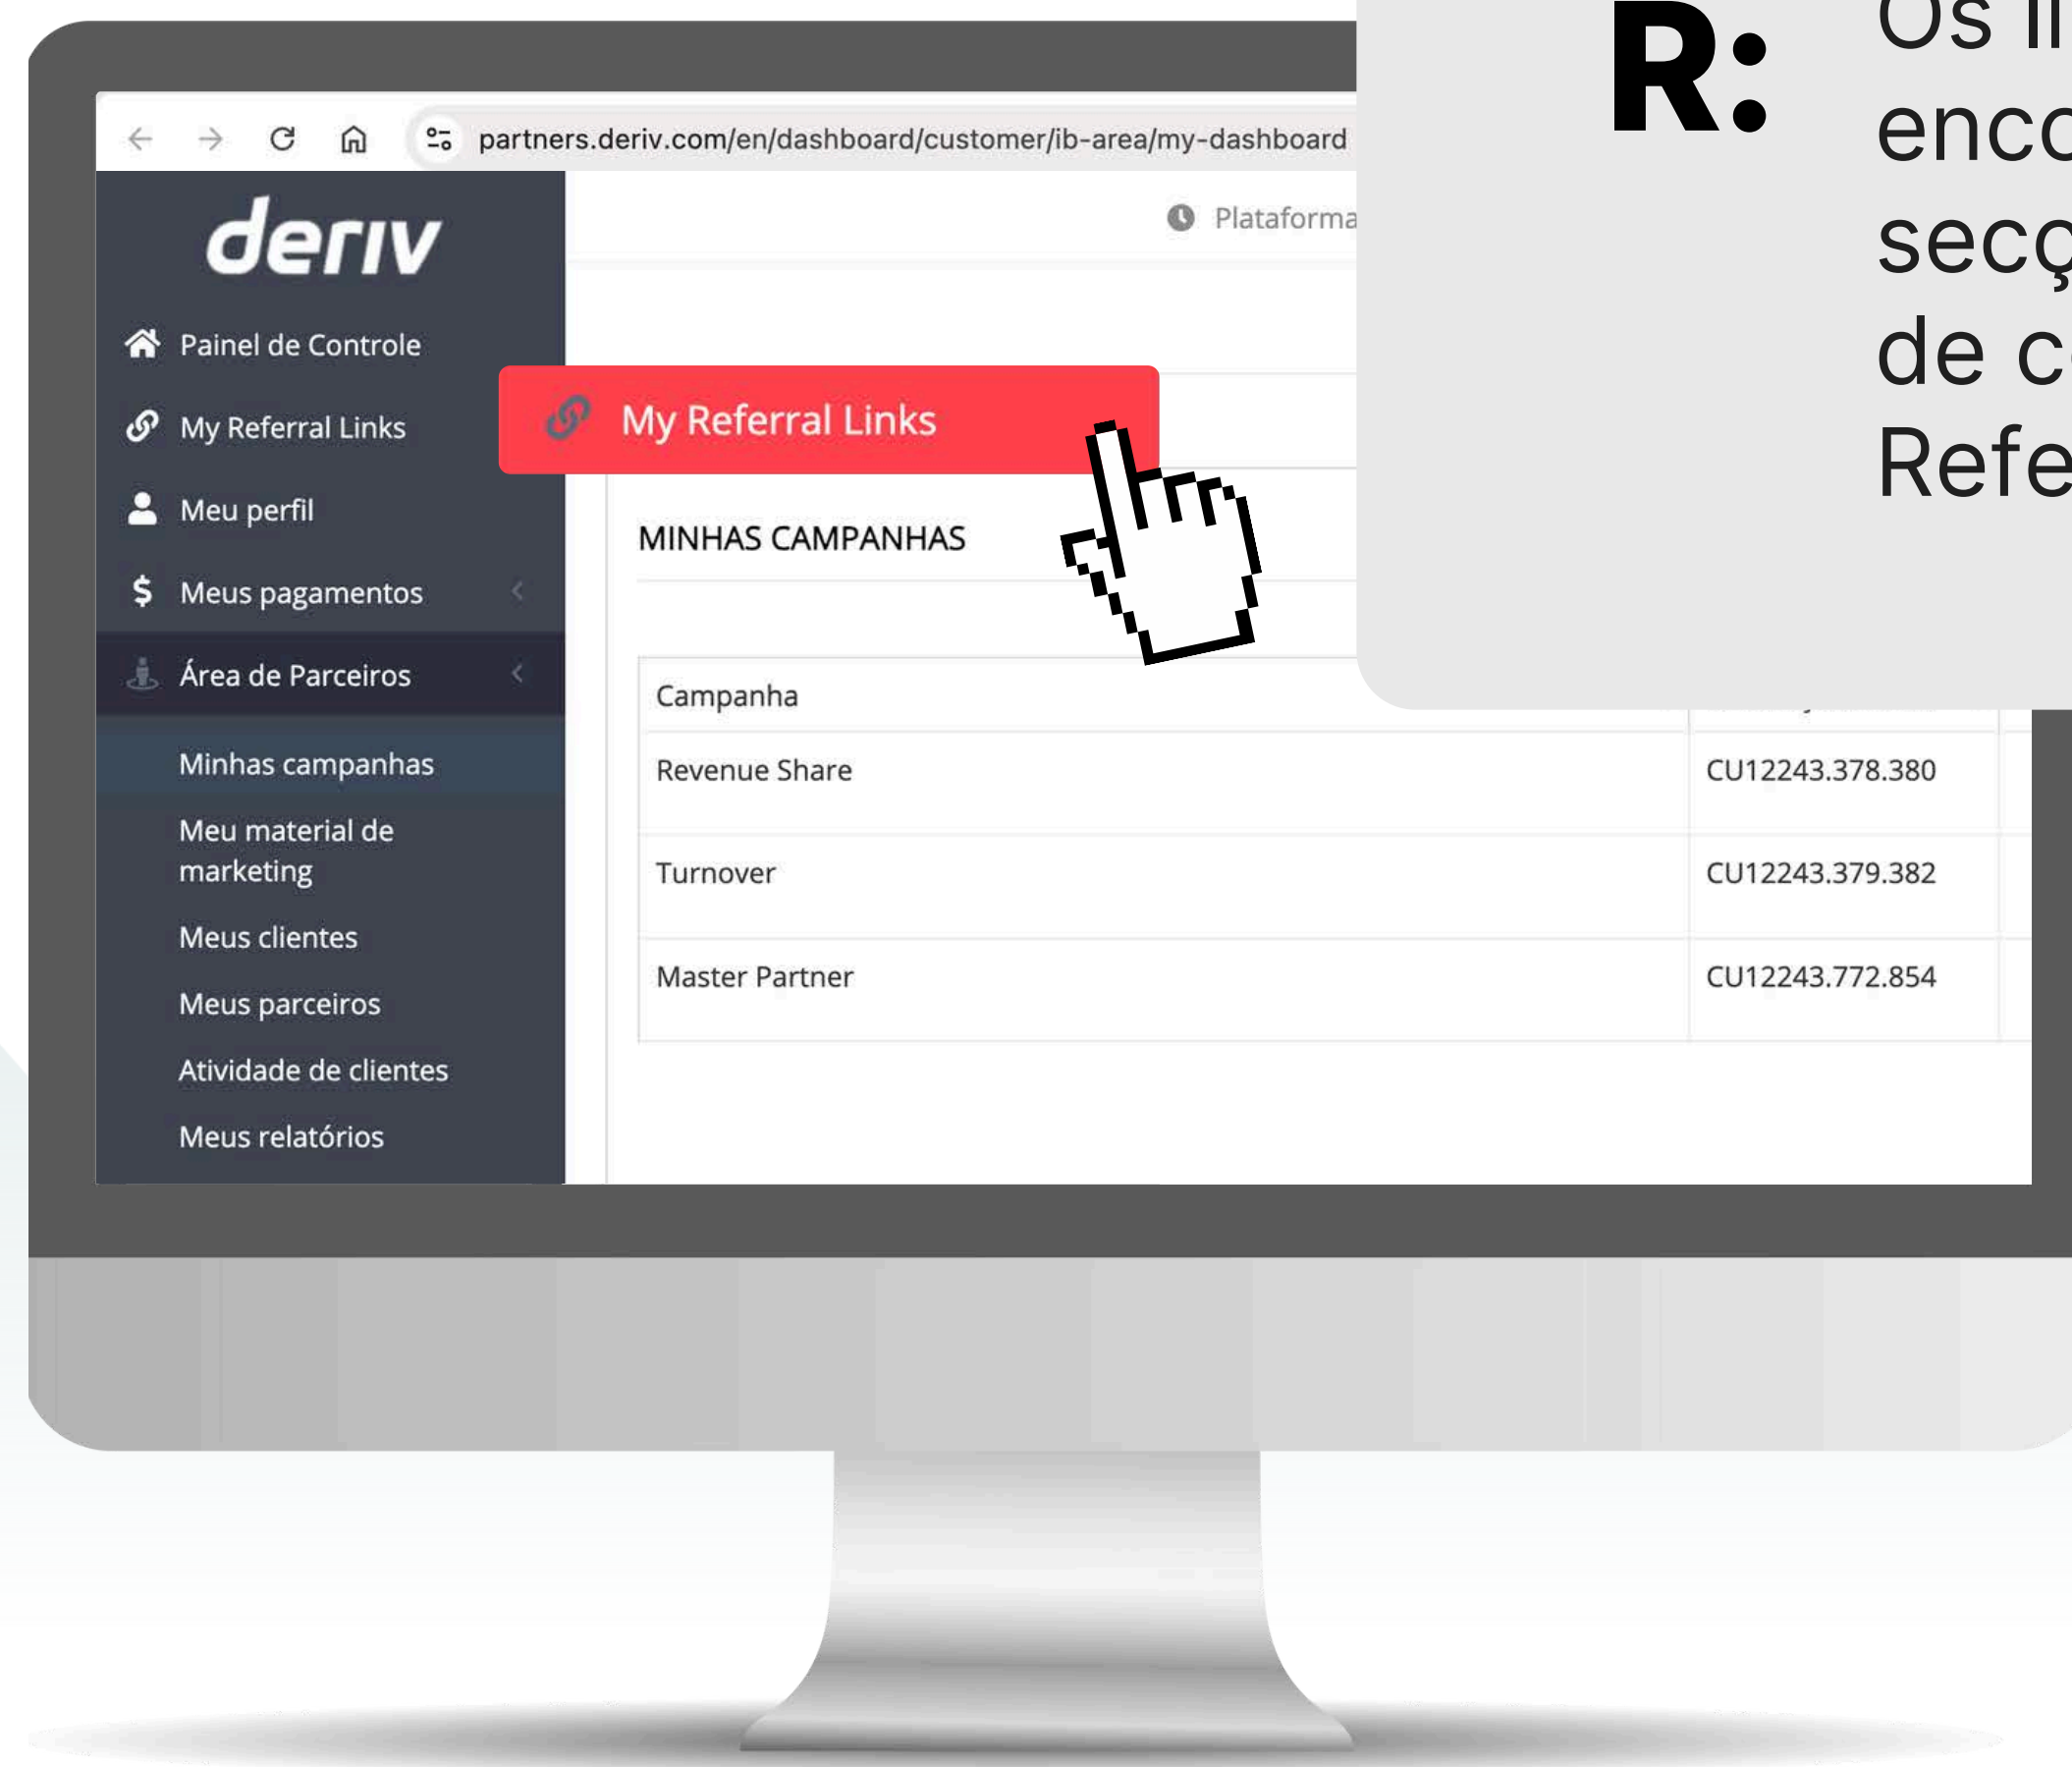 R:
Os
secç
de
partners.deriv.com/en/dashboard/customer/ib-area/my-dashboard
deriv
Plataforma
Painel de Controle
My Referral Links
My Referral Links
Meu perfil
MINHAS CAMPANHAS
Meus pagamentos
Área de Parceiros
Minhas campanhas
Meu material de
marketing
Meus clientes
Meus parceiros
Atividade de clientes
Meus relatórios
Campanha
Revenue Share CU12243.378.380
Turnover CU12243.379.382
Master Partner CU12243.772.854